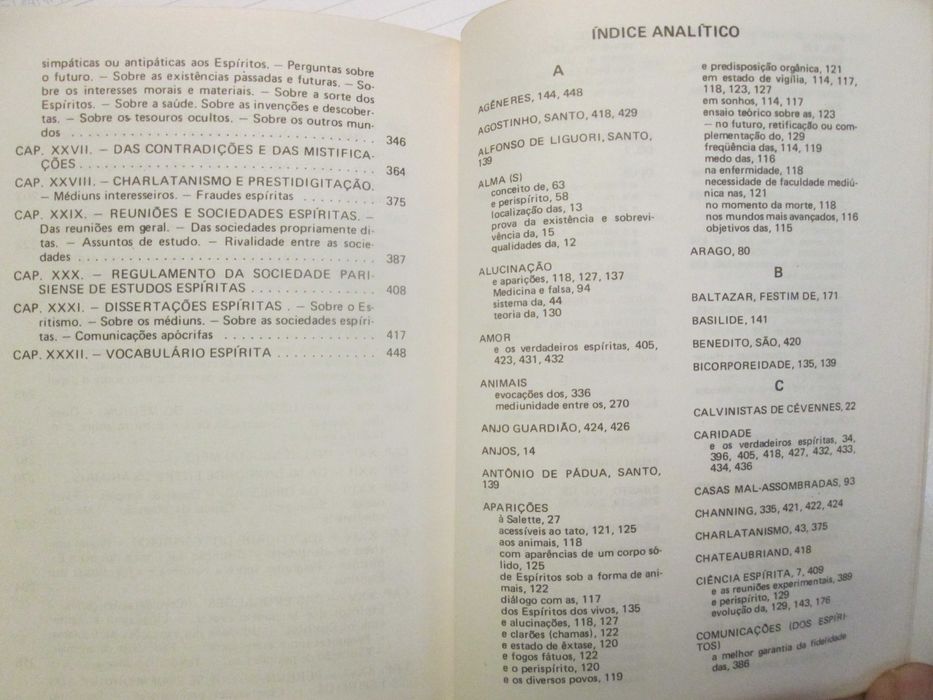 simpáticas ou antipáticas aos Espíritos. — Perguntas sobre
o futuro. — Sobre as existências passadas e futuras. — So-
bre os interesses morais e materiais. — Sobre a sorte dos
Espíritos. — Sobre a saúde. Sobre as invenções e descober-
tas. — Sobre os tesouros ocultos. — Sobre os outros mun-
dos . . . . . . . . . . . . . . . . . . . . . . . . . . . . . . . . 346
CAP. XXVII. — DAS CONTRADIÇÕES E DAS MISTIFICA-
ÇÕES . . . . . . . . . . . . . . . . . . . . . . . . . . . . . . 364
CAP. XXVIII. — CHARLATANISMO E PRESTIDIGITAÇÃO.
— Médiuns interesseiros. — Fraudes espíritas . . . . . . . . 375
CAP. XXIX. — REUNIÕES E SOCIEDADES ESPÍRITAS. —
Das reuniões em geral. — Das sociedades propriamente di-
tas. — Assuntos de estudo. — Rivalidade entre as socie-
dades . . . . . . . . . . . . . . . . . . . . . . . . . . . . . . 387
CAP. XXX. — REGULAMENTO DA SOCIEDADE PARI-
SIENSE DE ESTUDOS ESPÍRITAS . . . . . . . . . . . . . 408
CAP. XXXI. — DISSERTAÇÕES ESPÍRITAS . — Sobre o Es-
ritismo. — Sobre os médiuns. — Sobre as sociedades espíri-
tas. — Comunicações apócrifas . . . . . . . . . . . . . . . 417
CAP. XXXII. — VOCABULÁRIO ESPÍRITA . . . . . . . . . . . . 448
ÍNDICE ANALÍTICO
A
AGÊNERES, 144, 448
AGOSTINHO, SANTO, 418, 429
ALFONSO DE LIGUORI, SANTO,
139
ALMA (S)
conceito de, 63
e perispírito, 58
localização das, 13
prova da existência e sobrevi-
vência da, 15
qualidades da, 12
ALUCINAÇÃO
e aparições, 118, 127, 137
Medicina e falsa, 94
sistema da, 44
teoria da, 130
AMOR
e os verdadeiros espíritas, 405,
423, 431, 432
ANIMAIS
evocações dos, 336
mediunidade entre os, 270
ANJO GUARDIÃO, 424, 426
ANJOS, 14
ANTÔNIO DE PÁDUA, SANTO,
139
APARIÇÕES
à Salette, 27
acessíveis ao tato, 121, 125
aos animais, 118
com aparências de um corpo só-
lido, 125
de Espíritos sob a forma de ani-
mais, 122
diálogo com as, 117
dos Espíritos dos vivos, 135
e alucinações, 118, 127
e clarões (chamas), 122
e estado de êxtase, 120
e fogos fátuos, 122
e o perispírito, 120
e os diversos povos, 119
e predisposição orgânica, 121
em estado de vigília, 114, 117,
118, 123, 127
em sonhos, 114, 117
ensaio teórico sobre as, 123
— no futuro, retificação ou com-
plementação do, 129
freqüência das, 114, 119
medo das, 116
na enfermidade, 118
necessidade de faculdade mediú-
nica nas, 121
no momento da morte, 118
nos mundos mais avançados, 116
objetivos das, 115
ARAGO, 80
B
BALTAZAR, FESTIM DE, 171
BASILIDE, 141
BENEDITO, SÃO, 420
BICORPOREIDADE, 135, 139
C
CALVINISTAS DE CÉVENNES, 22
CARIDADE
e os verdadeiros espíritas, 34,
396, 405, 418, 427, 432, 433,
434, 436
CASAS MAL-ASSOMBRADAS, 93
CHANNING, 335, 421, 422, 424
CHARLATANISMO, 43, 375
CHATEAUBRIAND, 418
CIÊNCIA ESPÍRITA, 7, 409
e as reuniões experimentais, 389
e perispírito, 129
evolução da, 129, 143, 176
COMUNICAÇÕES (DOS ESPÍRI-
TOS)
a melhor garantia da fidelidade
das, 386